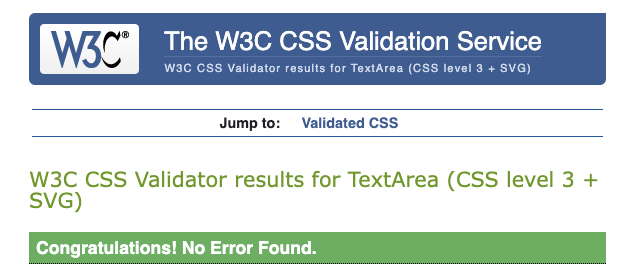 W3C® The W3C CSS Validation Service
W3C CSS Validator results for TextArea (CSS level 3 + SVG)
Jump to: Validated CSS
W3C CSS Validator results for TextArea (CSS level 3 +
SVG)
Congratulations! No Error Found.